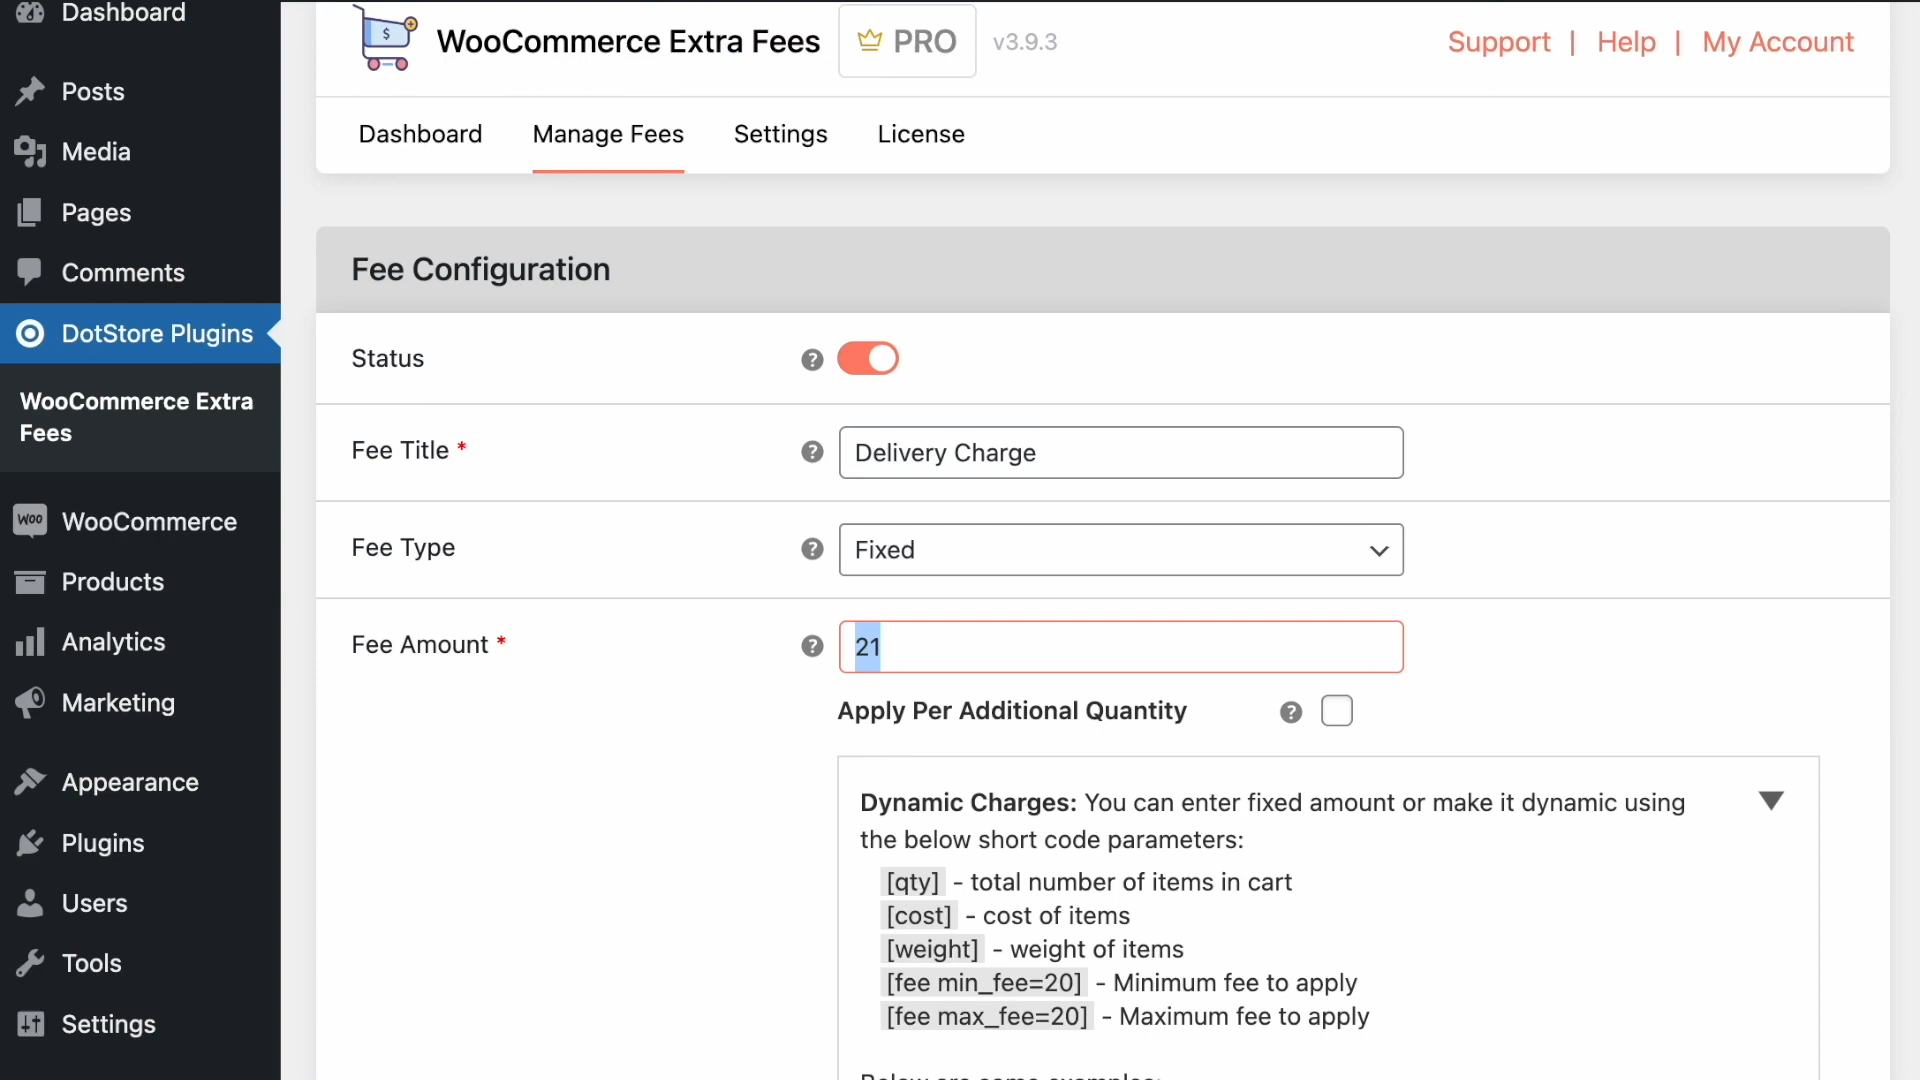 Dashboard
Posts
Media
Pages
Comments
DotStore Plugins
WooCommerce Extra
Fees
WOO WooCommerce
Products
Analytics
Marketing
Appearance
Plugins
Users
Tools
Settings
$ WooCommerce Extra Fees PRO v3.9.3
Support | Help | My Account
Dashboard Manage Fees Settings License
Fee Configuration
Status ?
Fee Title * ? Delivery Charge
Fee Type ? Fixed
Fee Amount * ? 21
Apply Per Additional Quantity ?
Dynamic Charges: You can enter fixed amount or make it dynamic using
the below short code parameters:
[qty] - total number of items in cart
[cost] - cost of items
[weight] - weight of items
[fee min_fee=20] - Minimum fee to apply
[fee max_fee=20] - Maximum fee to apply
Below are some examples: